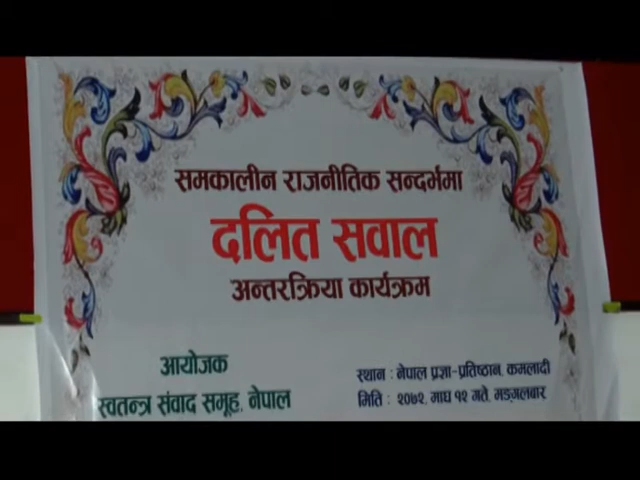 समकालीन राजनीतिक सन्दर्भमा
दलित सवाल
अन्तरक्रिया कार्यक्रम
आयोजक
स्वतन्त्र संवाद समूह, नेपाल
स्थान : नेपाल प्रज्ञा-प्रतिष्ठान, कमलादी
मिति : २०७२, माघ १२ गते, मङ्गलबार